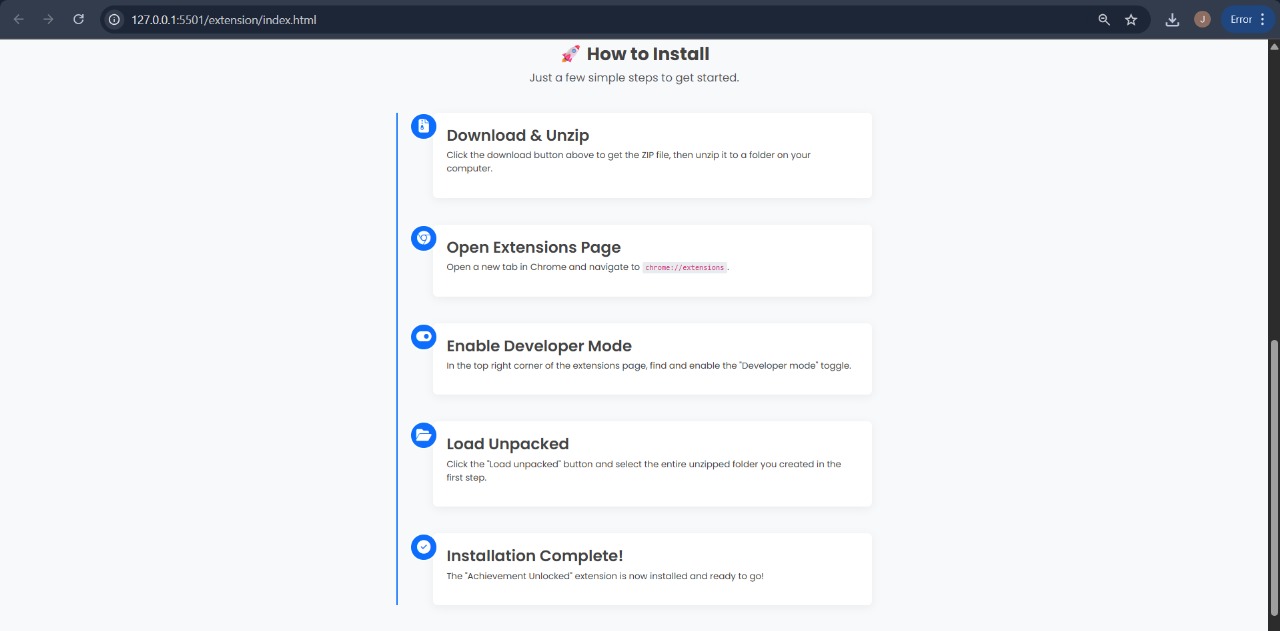 127.0.0.1:5501/extension/index.html
J
Error
🚀 How to Install
Just a few simple steps to get started.
Download & Unzip
Click the download button above to get the ZIP file, then unzip it to a folder on your
computer.
Open Extensions Page
Open a new tab in Chrome and navigate to chrome://extensions.
Enable Developer Mode
In the top right corner of the extensions page, find and enable the "Developer mode" toggle.
Load Unpacked
Click the "Load unpacked" button and select the entire unzipped folder you created in the
first step.
Installation Complete!
The "Achievement Unlocked" extension is now installed and ready to go!